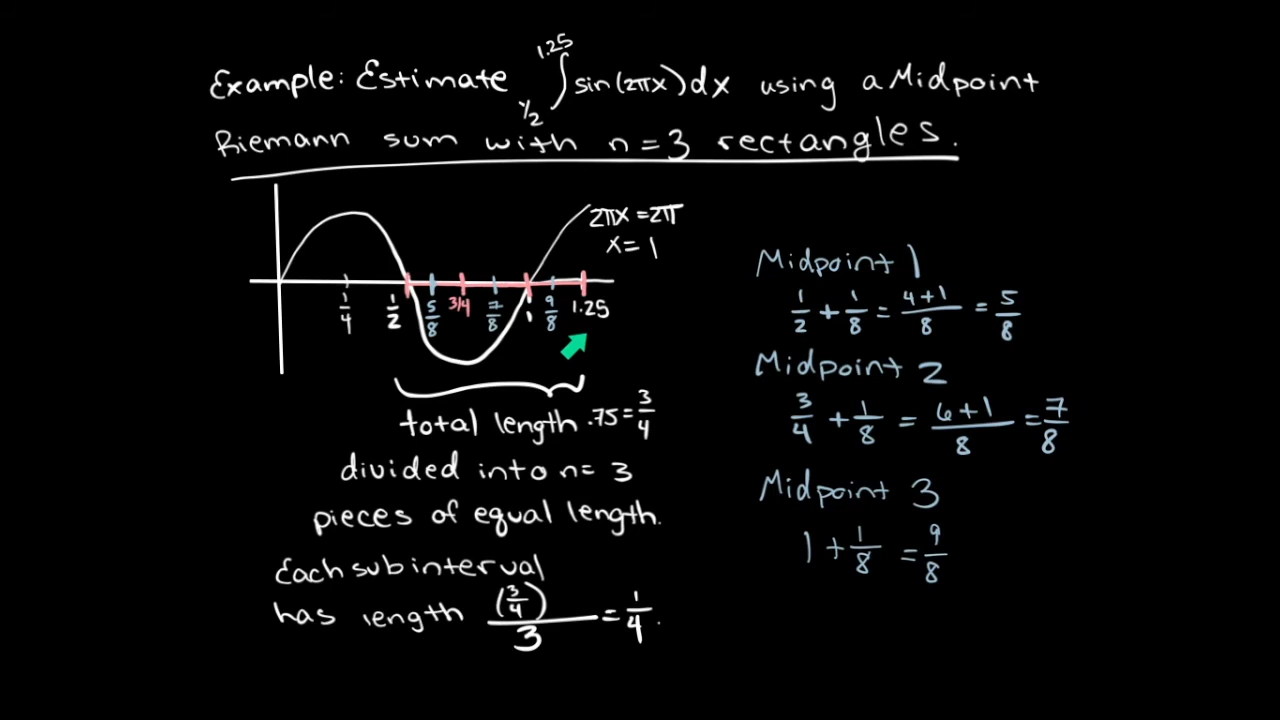 Example: Estimate ∫_{1/2}^{1.25} sin(2πx)dx using a Midpoint
Riemann sum with n=3 rectangles.
2πx=2π
x=1
1/4 1/2 5/8 3/4 7/8 1 9/8 1.25
total length .75=3/4
divided into n=3
pieces of equal length.
Each subinterval
has length (3/4)/3 = 1/4.
Midpoint 1
1/2 + 1/8 = (4+1)/8 = 5/8
Midpoint 2
3/4 + 1/8 = (6+1)/8 = 7/8
Midpoint 3
1 + 1/8 = 9/8